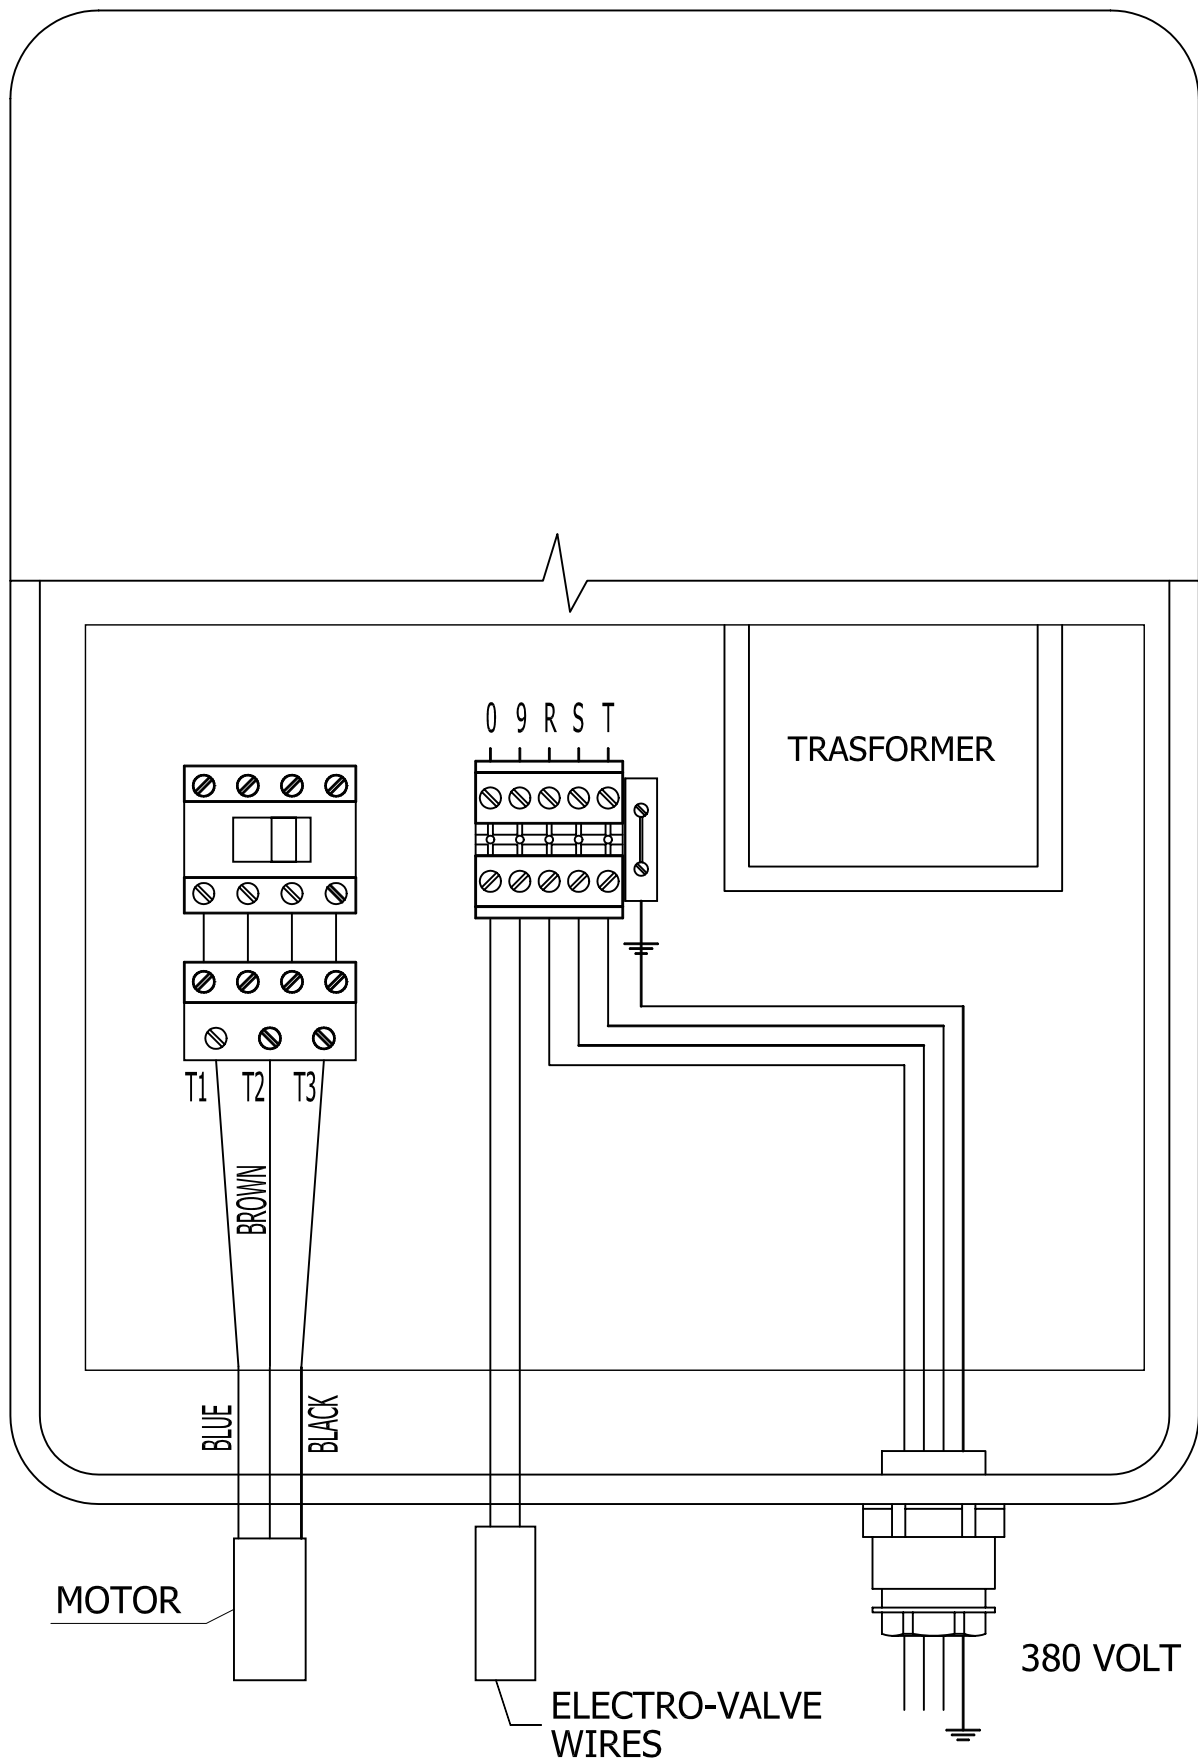 0 9 R S T
TRASFORMER
T1 T2 T3
BROWN
BLUE
BLACK
MOTOR
380 VOLT
ELECTRO-VALVE
WIRES